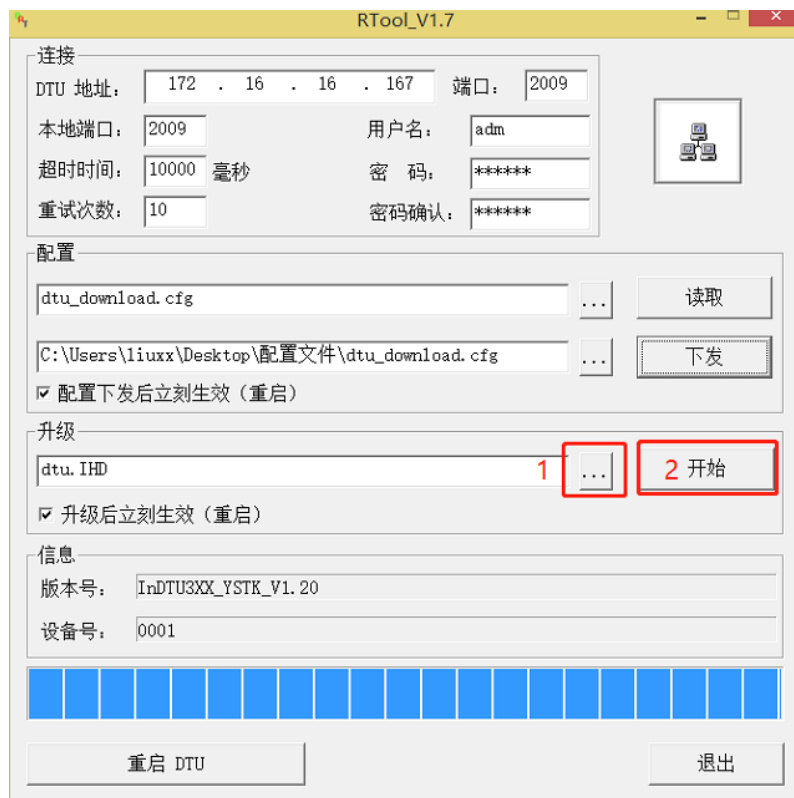 RTool_V1.7
连接
DTU 地址: 172 . 16 . 16 . 167 端口: 2009
本地端口: 2009 用户名: adm
超时时间: 10000 毫秒 密 码: ******
重试次数: 10 密码确认: ******
配置
dtu_download.cfg ... 读取
C:\Users\liuxx\Desktop\配置文件\dtu_download.cfg ... 下发
配置下发后立刻生效(重启)
升级
dtu.IHD 1 ... 2 开始
升级后立刻生效(重启)
信息
版本号: InDTU3XX_YSTK_V1.20
设备号: 0001
重启 DTU 退出